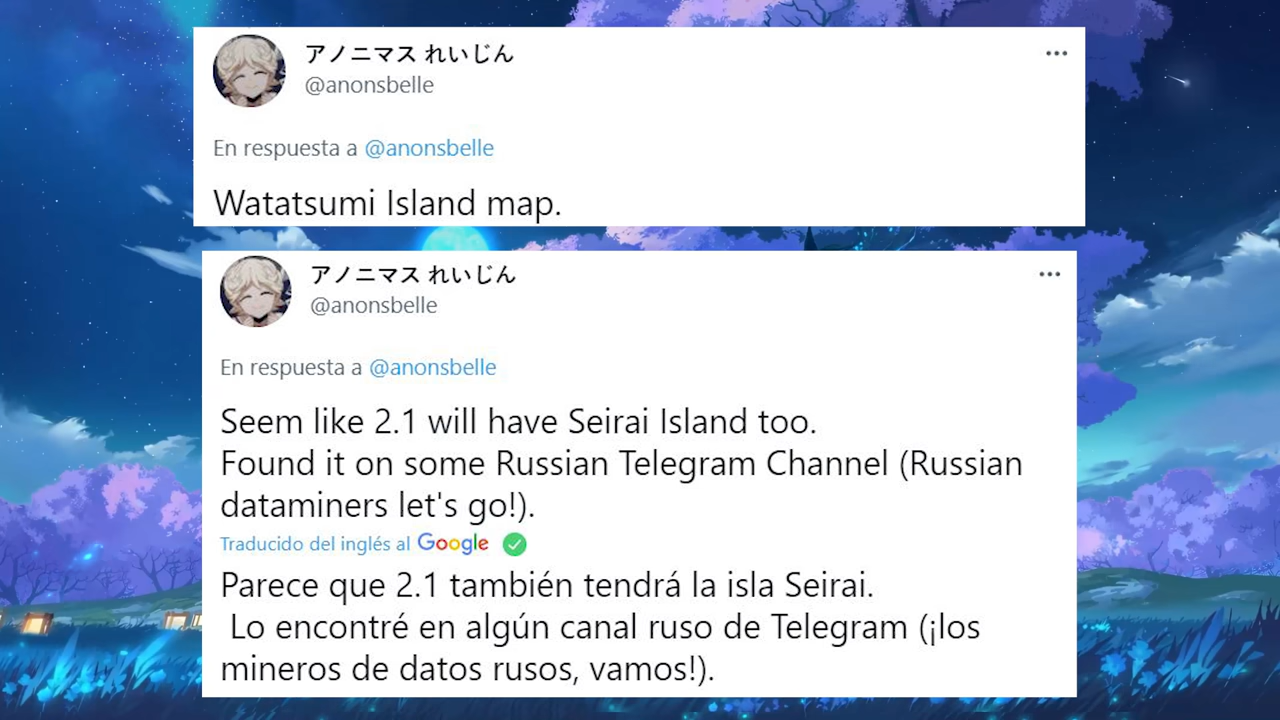 アノニマス れいじん
@anonsbelle
En respuesta a @anonsbelle
Watatsumi Island map.
アノニマス れいじん
@anonsbelle
En respuesta a @anonsbelle
Seem like 2.1 will have Seirai Island too.
Found it on some Russian Telegram Channel (Russian
dataminers let's go!).
Traducido del inglés al Google
Parece que 2.1 también tendrá la isla Seirai.
Lo encontré en algún canal ruso de Telegram (¡los
mineros de datos rusos, vamos!).